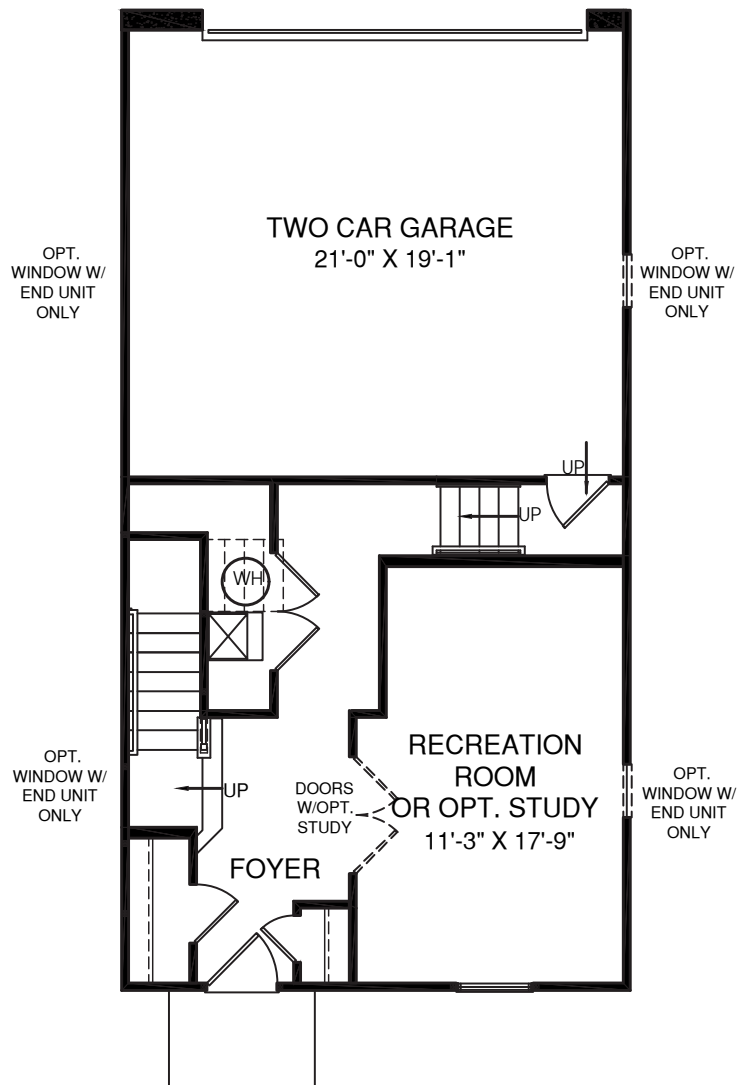 TWO CAR GARAGE
21'-0" X 19'-1"
OPT.
WINDOW W/
END UNIT
ONLY
OPT.
WINDOW W/
END UNIT
ONLY
UP
UP
WH
OPT.
WINDOW W/
END UNIT
ONLY
UP
DOORS
W/OPT.
STUDY
RECREATION
ROOM
OR OPT. STUDY
11'-3" X 17'-9"
OPT.
WINDOW W/
END UNIT
ONLY
FOYER